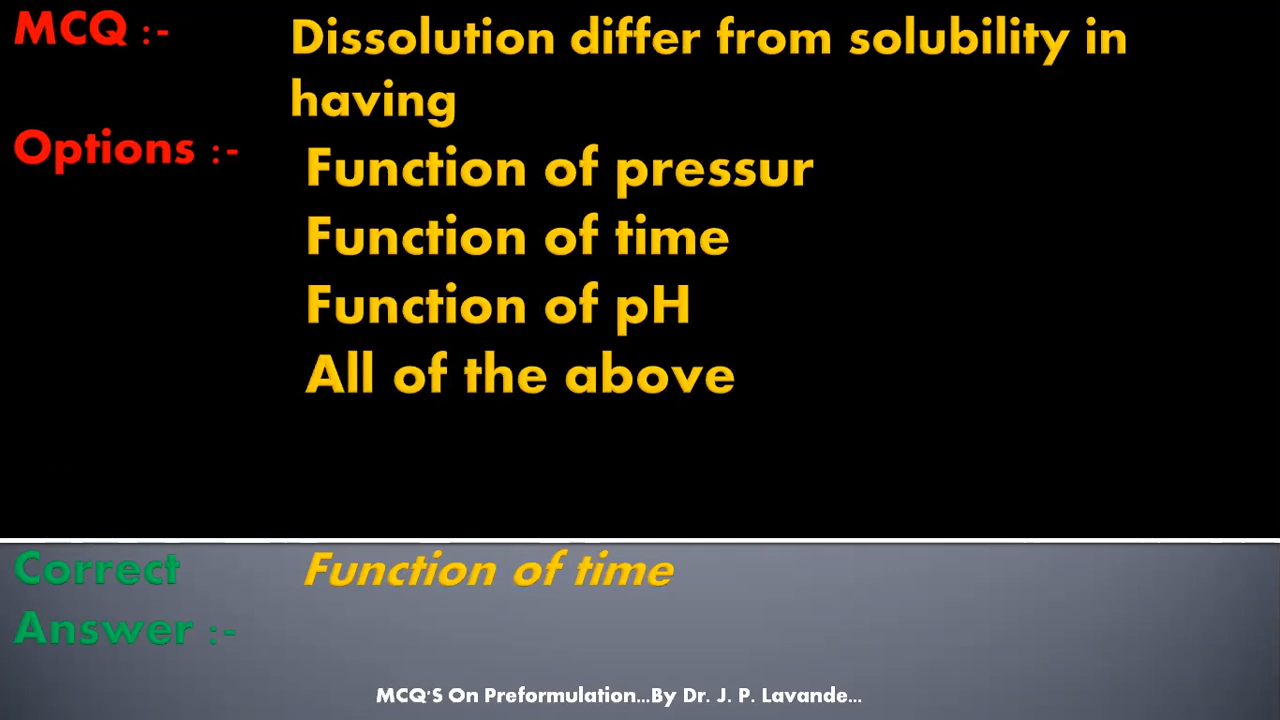 MCQ :-
Dissolution differ from solubility in
having
Options :-
Function of pressur
Function of time
Function of pH
All of the above
Correct
Answer :-
Function of time
MCQ'S On Preformulation...By Dr. J. P. Lavande...